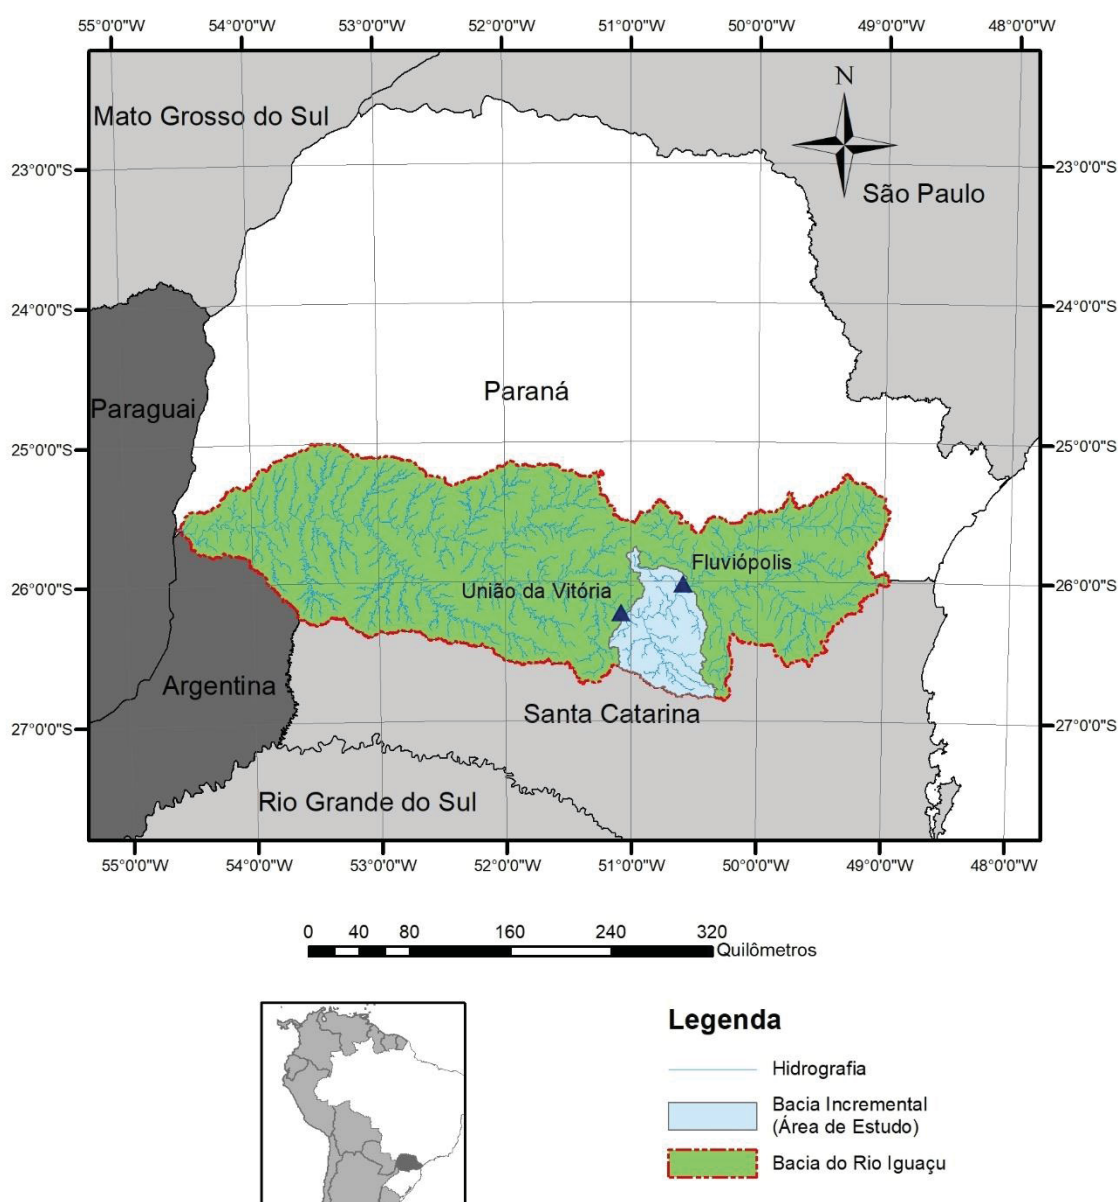 55°0'0"W 54°0'0"W 53°0'0"W 52°0'0"W 51°0'0"W 50°0'0"W 49°0'0"W 48°0'0"W
N
Mato Grosso do Sul
23°0'0"S 23°0'0"S
São Paulo
24°0'0"S 24°0'0"S
Paraná
Paraguai
25°0'0"S 25°0'0"S
Fluviópolis
União da Vitória
26°0'0"S 26°0'0"S
Argentina
Santa Catarina
27°0'0"S 27°0'0"S
Rio Grande do Sul
55°0'0"W 54°0'0"W 53°0'0"W 52°0'0"W 51°0'0"W 50°0'0"W 49°0'0"W 48°0'0"W
0 40 80 160 240 320
Quilômetros
Legenda
Hidrografia
Bacia Incremental
(Área de Estudo)
Bacia do Rio Iguaçu